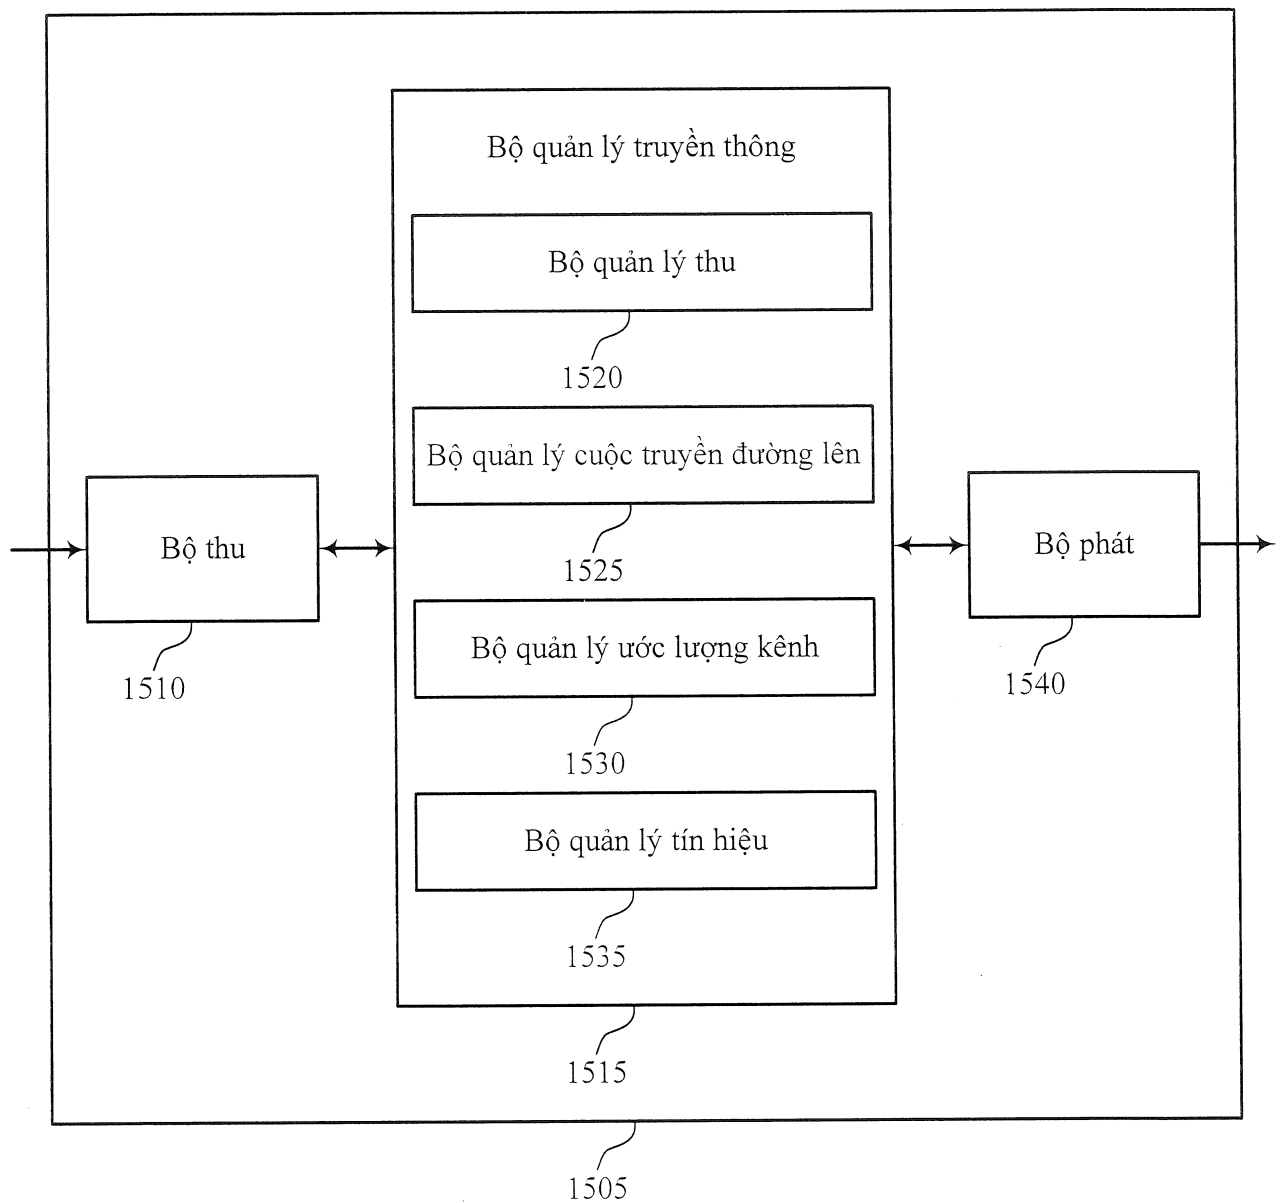 Bộ quản lý truyền thông
Bộ quản lý thu
1520
Bộ quản lý cuộc truyền đường lên
1525
Bộ thu
1510
Bộ phát
1540
Bộ quản lý ước lượng kênh
1530
Bộ quản lý tín hiệu
1535
1515
1505